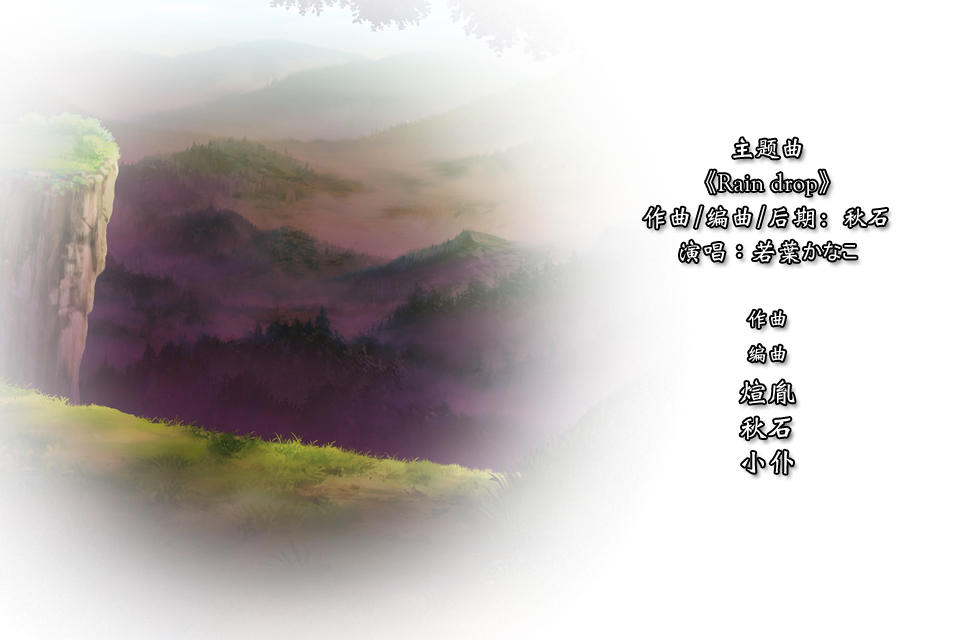 主题曲
《Rain drop》
作曲/编曲/后期：秋石
演唱：若葉かなこ
作曲
编曲
煊胤
秋石
小仆